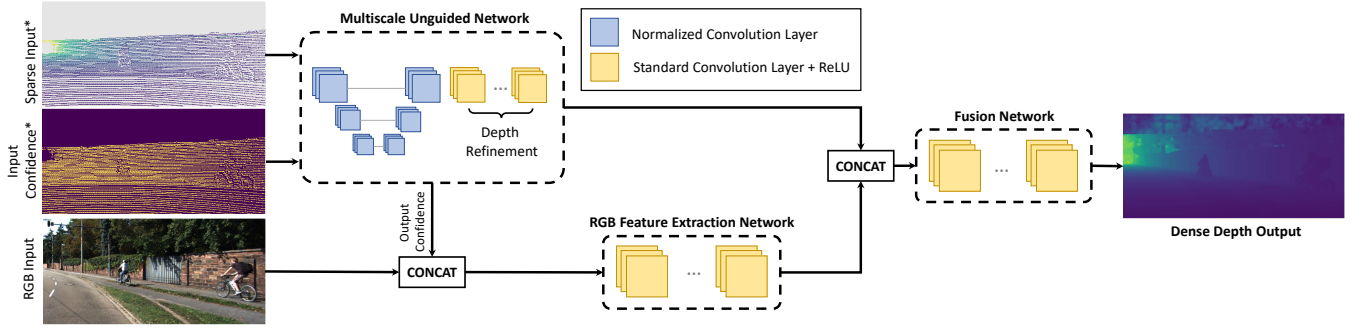 Multiscale Unguided Network
Normalized Convolution Layer
Standard Convolution Layer + ReLU
Sparse Input*
Input
Confidence*
RGB Input
...
Depth
Refinement
Output
Confidence
CONCAT
RGB Feature Extraction Network
...
CONCAT
Fusion Network
...
Dense Depth Output